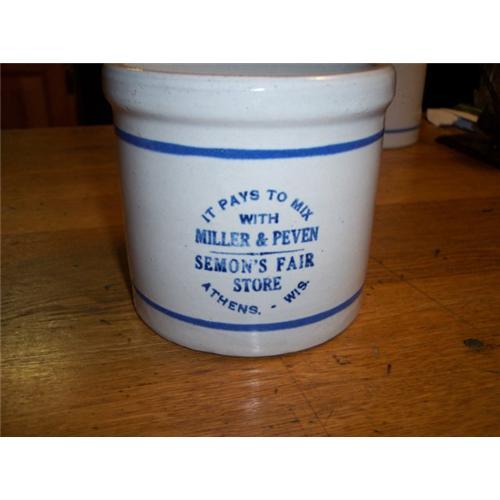 IT PAYS TO MIX
WITH
MILLER & PEVEN
SEMON'S FAIR
STORE
ATHENS. - WIS.